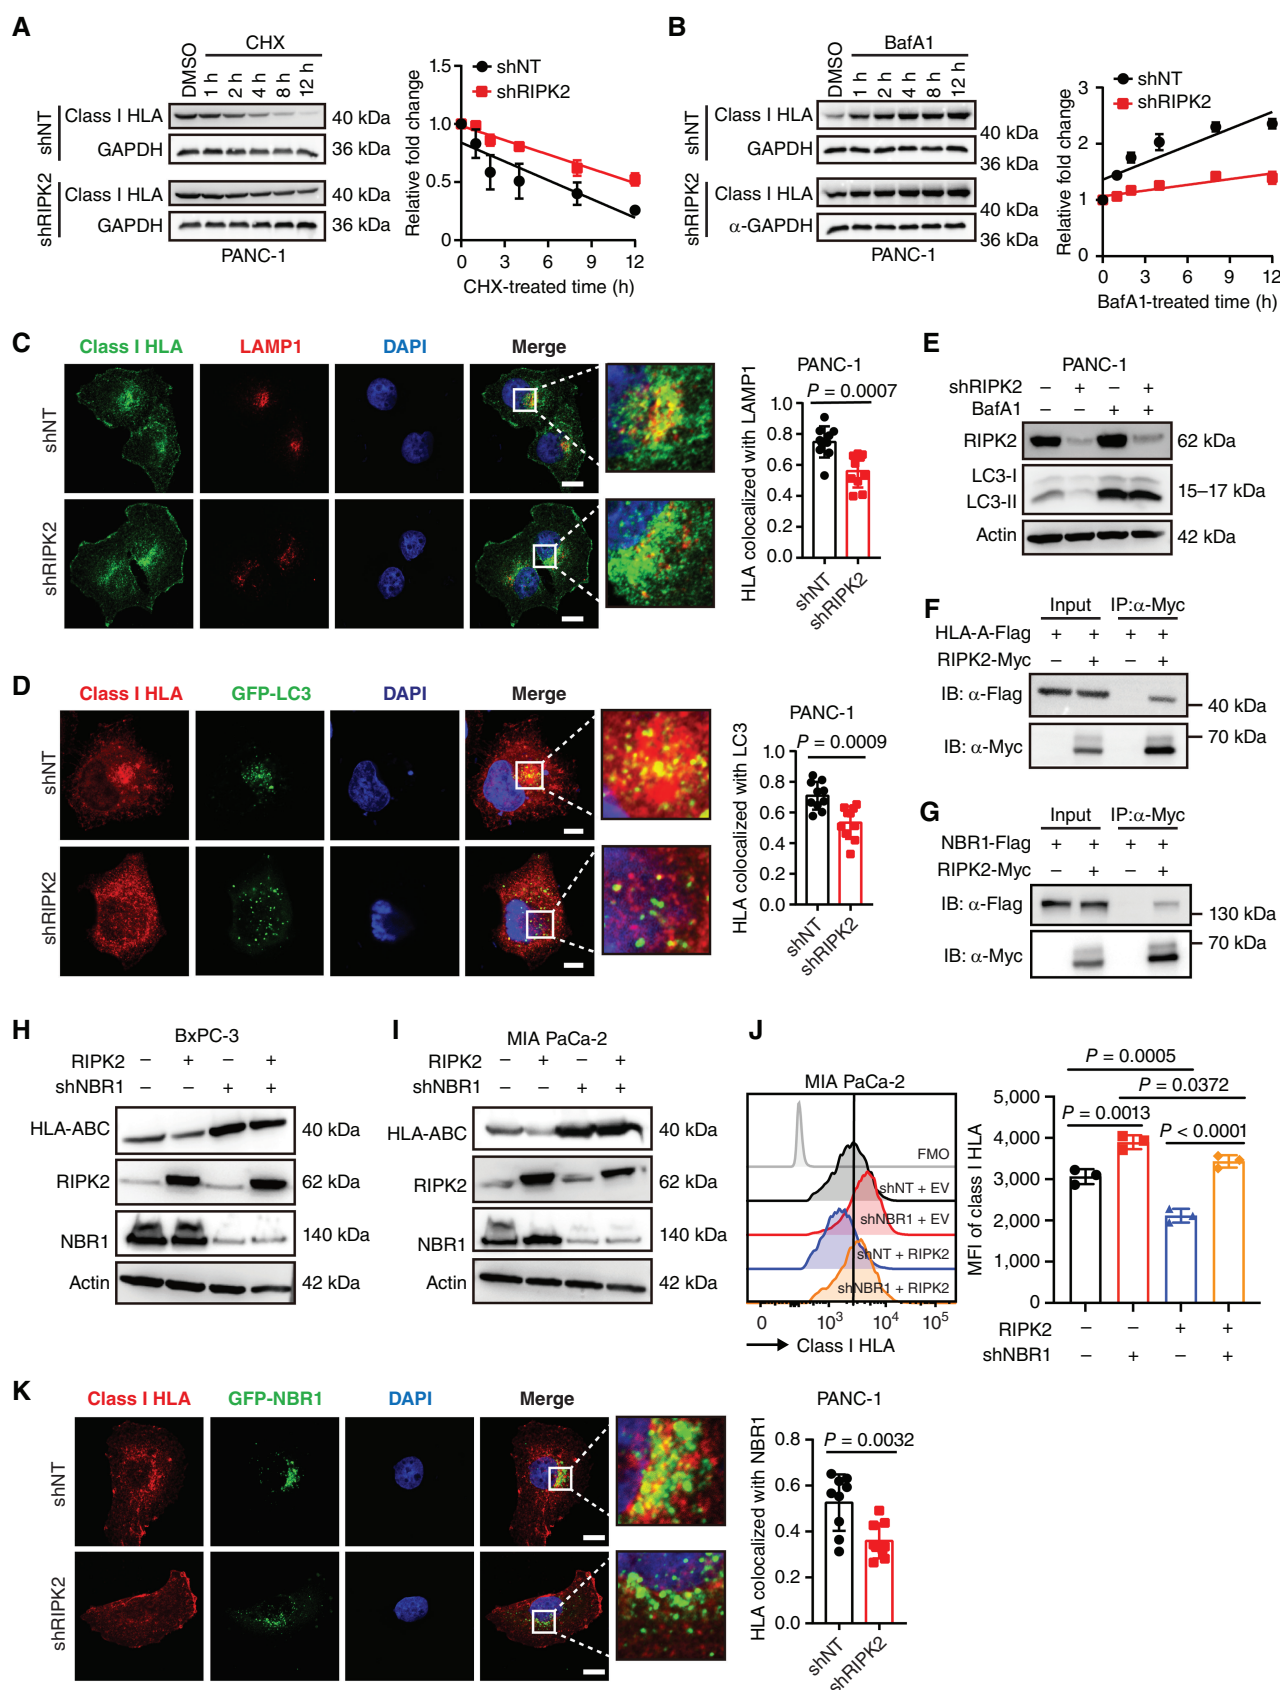 A
CHX
DMSO
1 h
2 h
4 h
8 h
12 h
shNT
Class I HLA
40 kDa
GAPDH
36 kDa
shRIPK2
Class I HLA
40 kDa
GAPDH
36 kDa
PANC-1
Relative fold change
1.5
1.0
0.5
0
shNT
shRIPK2
0 3 6 9 12
CHX-treated time (h)
B
BafA1
DMSO
1 h
2 h
4 h
8 h
12 h
shNT
Class I HLA
40 kDa
GAPDH
36 kDa
shRIPK2
Class I HLA
40 kDa
α-GAPDH
36 kDa
PANC-1
Relative fold change
3
2
1
0
shNT
shRIPK2
0 3 6 9 12
BafA1-treated time (h)
C
Class I HLA LAMP1 DAPI Merge
shNT
shRIPK2
PANC-1
P = 0.0007
HLA colocalized with LAMP1
1.0
0.8
0.6
0.4
0.2
0.0
shNT
shRIPK2
D
Class I HLA GFP-LC3 DAPI Merge
shNT
shRIPK2
PANC-1
P = 0.0009
HLA colocalized with LC3
1.0
0.8
0.6
0.4
0.2
0.0
shNT
shRIPK2
E
PANC-1
shRIPK2 – + – +
BafA1 – – + +
RIPK2 62 kDa
LC3-I
LC3-II
15–17 kDa
Actin 42 kDa
F
Input IP:α-Myc
HLA-A-Flag + + + +
RIPK2-Myc – + – +
IB: α-Flag 40 kDa
IB: α-Myc 70 kDa
G
Input IP:α-Myc
NBR1-Flag + + + +
RIPK2-Myc – + – +
IB: α-Flag 130 kDa
IB: α-Myc 70 kDa
H
BxPC-3
RIPK2 – + – +
shNBR1 – – + +
HLA-ABC 40 kDa
RIPK2 62 kDa
NBR1 140 kDa
Actin 42 kDa
I
MIA PaCa-2
RIPK2 – + – +
shNBR1 – – + +
HLA-ABC 40 kDa
RIPK2 62 kDa
NBR1 140 kDa
Actin 42 kDa
J
MIA PaCa-2
FMO
shNT + EV
shNBR1 + EV
shNT + RIPK2
shNBR1 + RIPK2
0 10³ 10⁴ 10⁵
Class I HLA
P = 0.0005
P = 0.0372
P = 0.0013
P < 0.0001
MFI of class I HLA
5,000
4,000
3,000
2,000
1,000
0
RIPK2 – – + +
shNBR1 – + – +
K
Class I HLA GFP-NBR1 DAPI Merge
shNT
shRIPK2
PANC-1
P = 0.0032
HLA colocalized with NBR1
0.8
0.6
0.4
0.2
0.0
shNT
shRIPK2